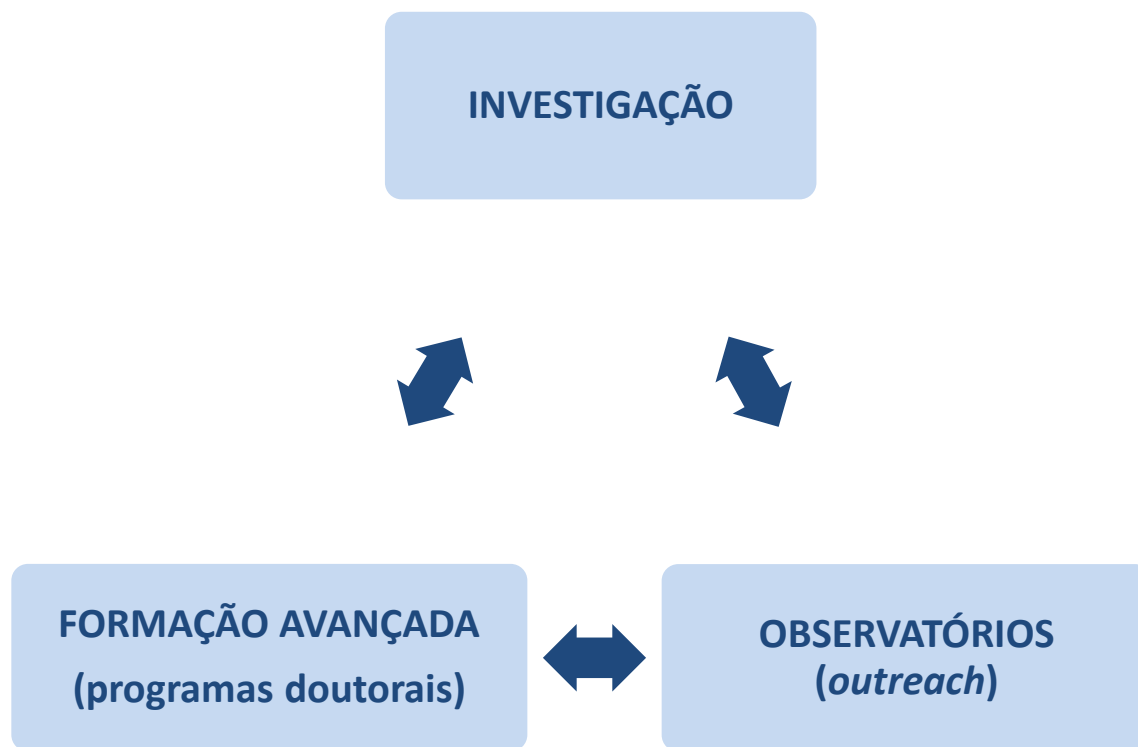 INVESTIGAÇÃO
FORMAÇÃO AVANÇADA
(programas doutorais)
OBSERVATÓRIOS
(outreach)